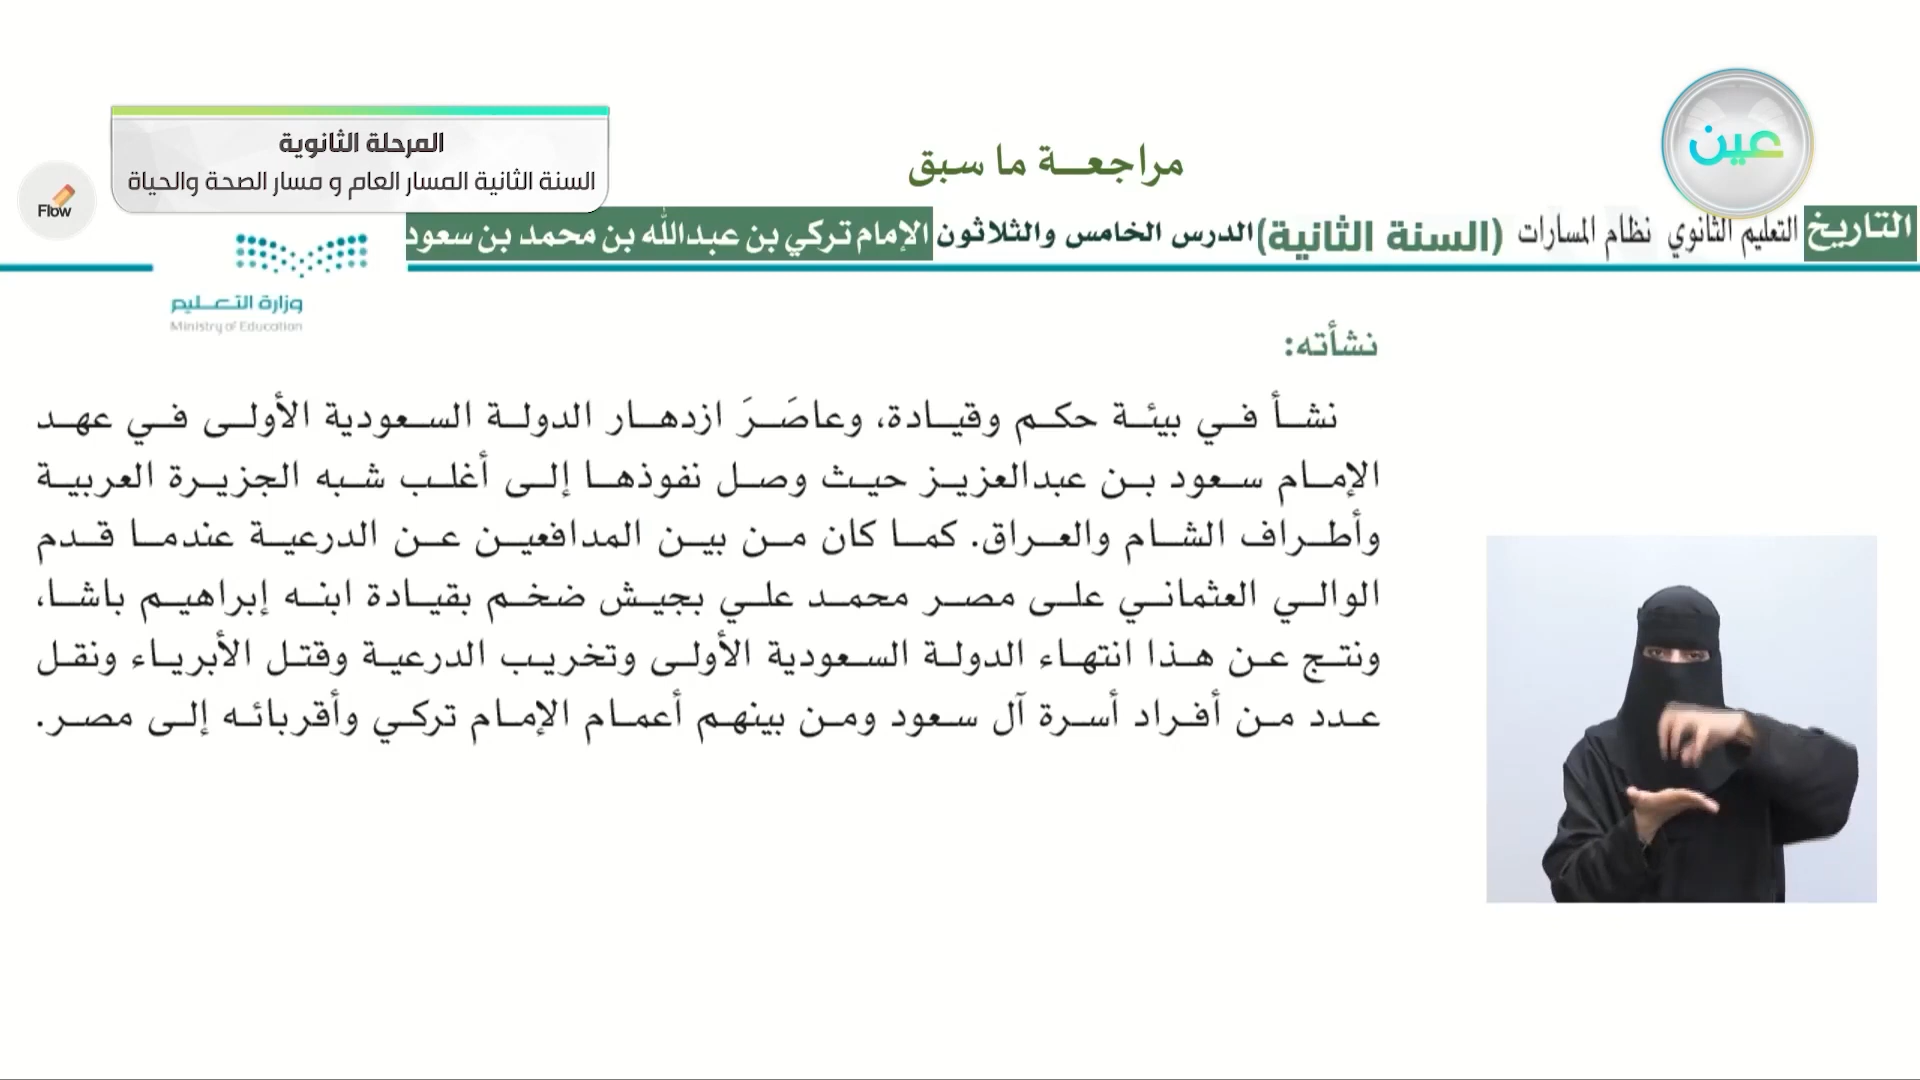 المرحلة الثانوية
السنة الثانية المسار العام و مسار الصحة والحياة
Flow
مراجعة ما سبق
عين
التاريخ التعليم الثانوي نظام المسارات (السنة الثانية) الدرس الخامس والثلاثون الإمام تركي بن عبدالله بن محمد بن سعود
وزارة التعليم
Ministry of Education
نشأته:
نشأ في بيئة حكم وقيادة، وعاصَرَ ازدهار الدولة السعودية الأولى في عهد
الإمام سعود بن عبدالعزيز حيث وصل نفوذها إلى أغلب شبه الجزيرة العربية
وأطراف الشام والعراق. كما كان من بين المدافعين عن الدرعية عندما قدم
الوالي العثماني على مصر محمد علي بجيش ضخم بقيادة ابنه إبراهيم باشا،
ونتج عن هذا انتهاء الدولة السعودية الأولى وتخريب الدرعية وقتل الأبرياء ونقل
عدد من أفراد أسرة آل سعود ومن بينهم أعمام الإمام تركي وأقربائه إلى مصر.